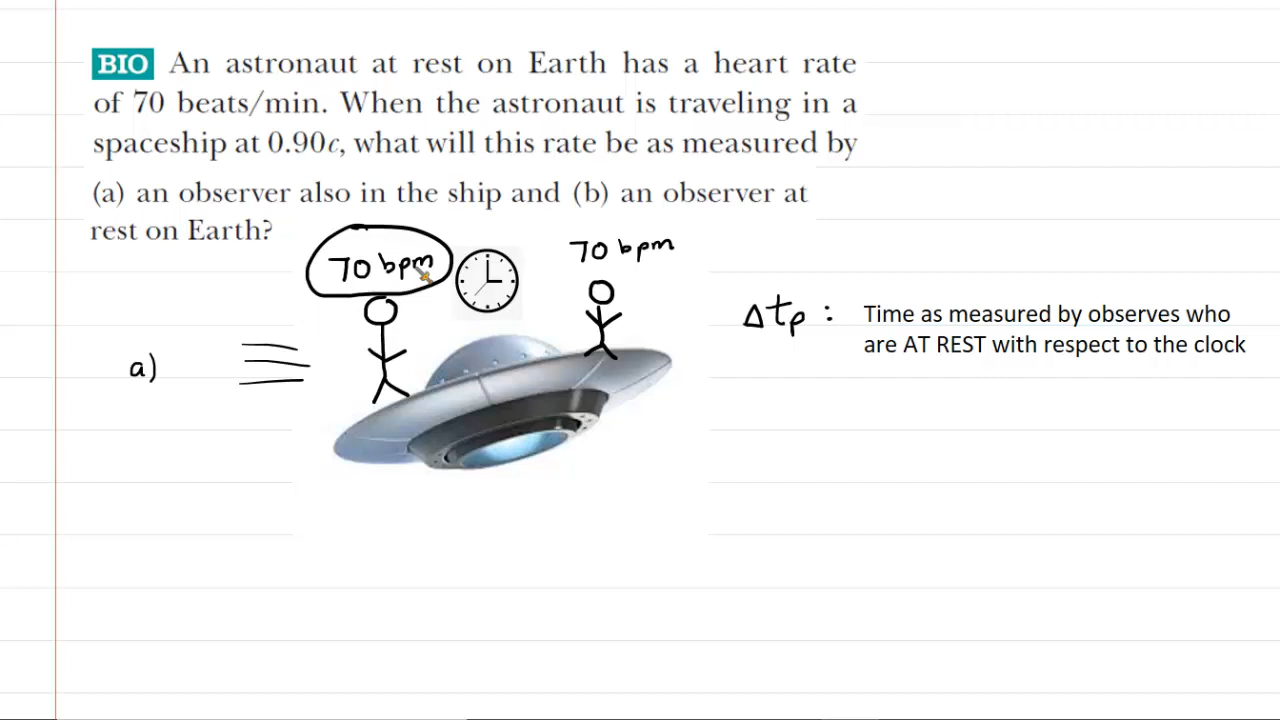 BIO An astronaut at rest on Earth has a heart rate
of 70 beats/min. When the astronaut is traveling in a
spaceship at 0.90c, what will this rate be as measured by
(a) an observer also in the ship and (b) an observer at
rest on Earth?
70 bpm
70 bpm
Δtp :
Time as measured by observes who
are AT REST with respect to the clock
a)